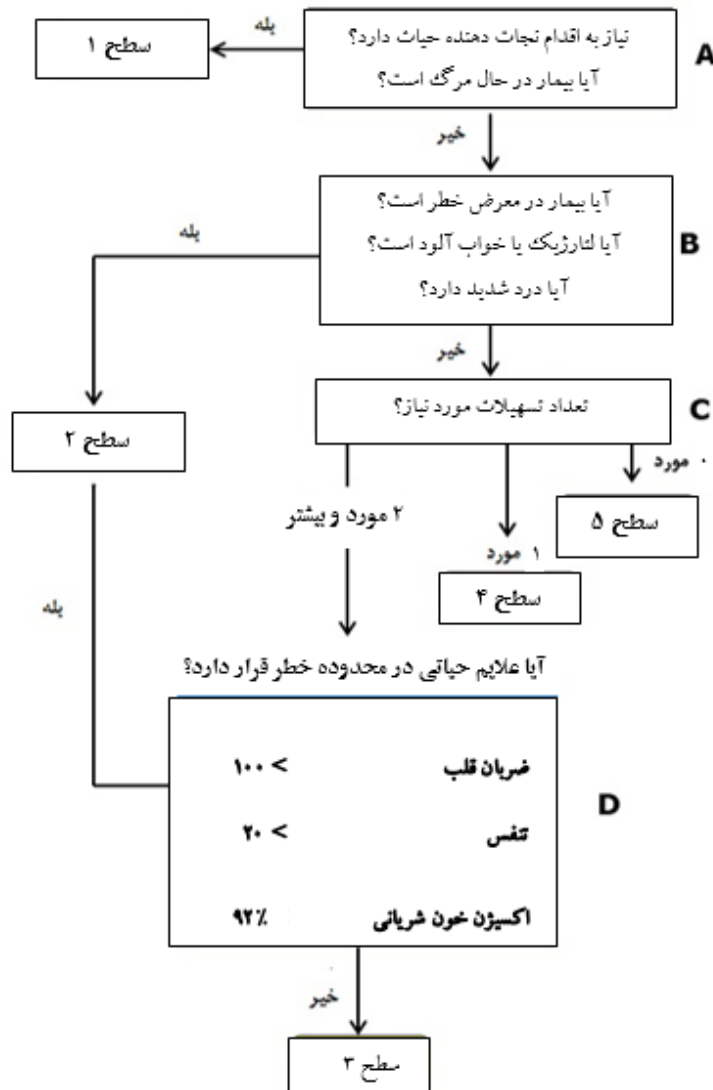 نیاز به اقدام نجات دهنده حیات دارد؟
آیا بیمار در حال مرگ است؟
A
بله
سطح ۱
خیر
آیا بیمار در معرض خطر است؟
آیا لتارژیک یا خواب آلود است؟
آیا درد شدید دارد؟
B
بله
سطح ۲
خیر
تعداد تسهیلات مورد نیاز؟
C
۰ مورد
سطح ۵
۱ مورد
سطح ۴
۲ مورد و بیشتر
بله
آیا علایم حیاتی در محدوده خطر قرار دارد؟
ضربان قلب > ۱۰۰
تنفس > ۲۰
اکسیژن خون شریانی ۹۲٪
D
خیر
سطح ۳